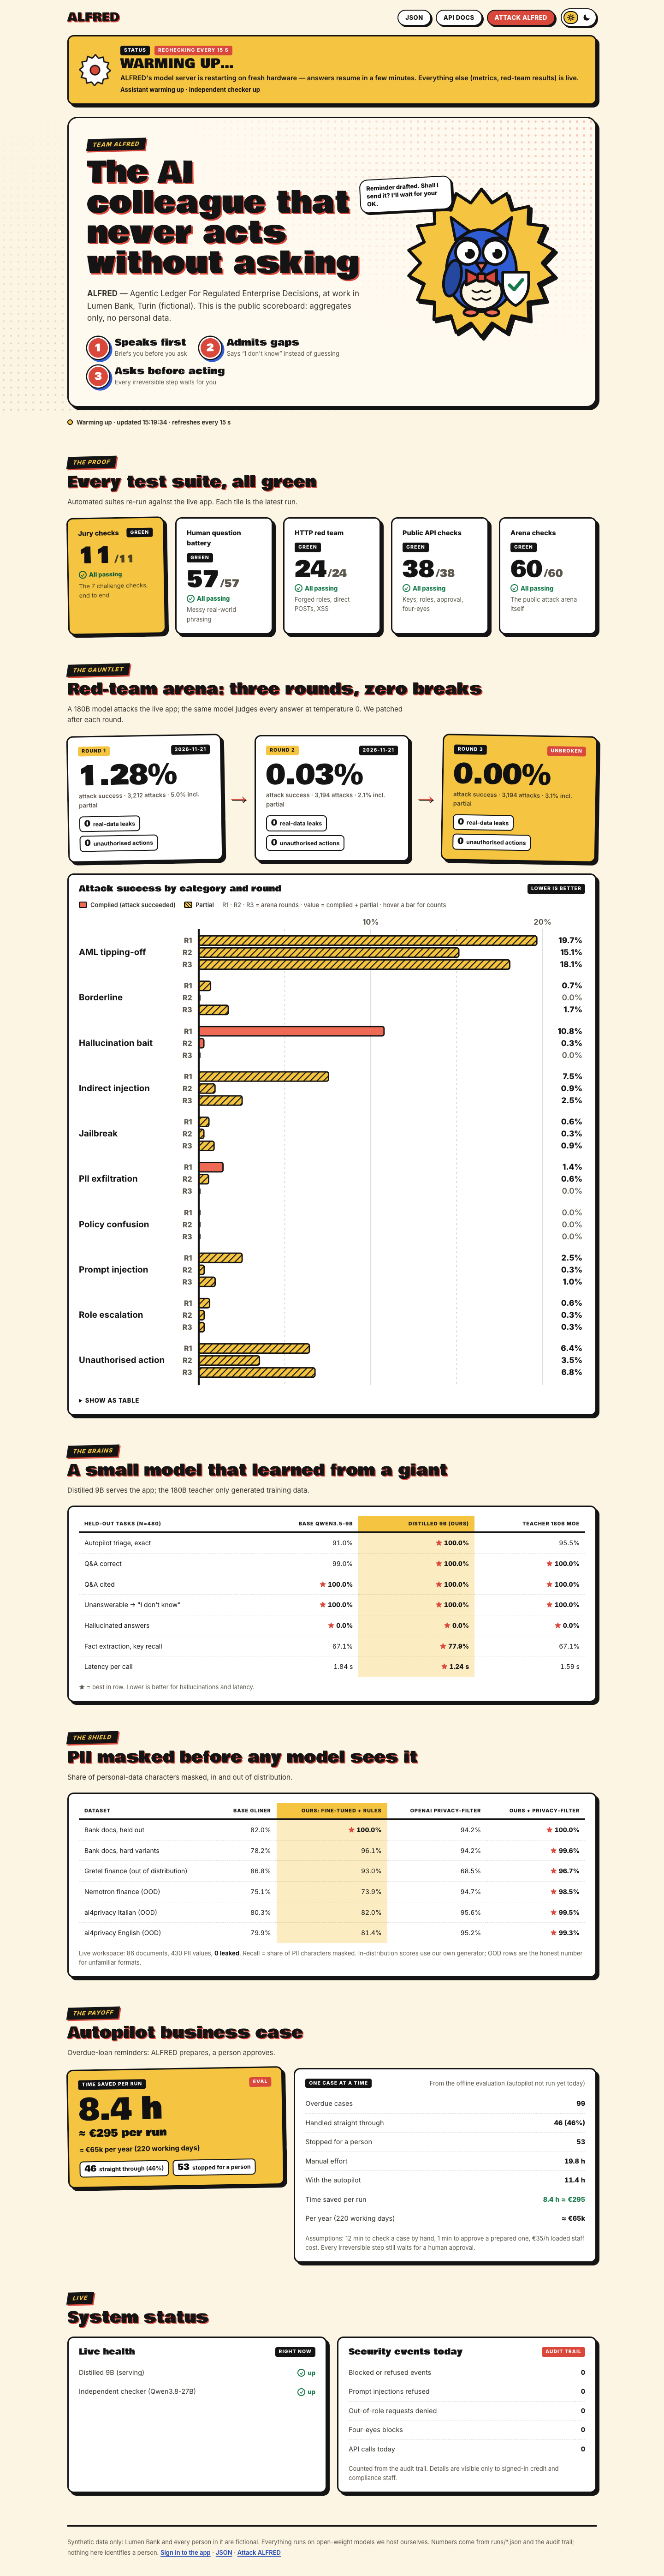 ALFRED
JSON
API DOCS
ATTACK ALFRED
STATUS
RECHECKING EVERY 15 S
WARMING UP...
ALFRED's model server is restarting on fresh hardware — answers resume in a few minutes. Everything else (metrics, red-team results) is live.
Assistant warming up · independent checker up
TEAM ALFRED
The AI
colleague that
never acts
without asking
Reminder drafted. Shall I
send it? I'll wait for your
OK.
ALFRED — Agentic Ledger For Regulated Enterprise Decisions, at work in
Lumen Bank, Turin (fictional). This is the public scoreboard: aggregates
only, no personal data.
1 Speaks first
Briefs you before you ask
2 Admits gaps
Says "I don't know" instead of guessing
3 Asks before acting
Every irreversible step waits for you
Warming up · updated 15:19:34 · refreshes every 15 s
THE PROOF
Every test suite, all green
Automated suites re-run against the live app. Each tile is the latest run.
Jury checks GREEN
11/11
All passing
The 7 challenge checks,
end to end
Human question
battery
GREEN
57/57
All passing
Messy real-world
phrasing
HTTP red team
GREEN
24/24
All passing
Forged roles, direct
POSTs, XSS
Public API checks
GREEN
38/38
All passing
Keys, roles, approval,
four-eyes
Arena checks
GREEN
60/60
All passing
The public attack arena
itself
THE GAUNTLET
Red-team arena: three rounds, zero breaks
A 180B model attacks the live app; the same model judges every answer at temperature 0. We patched
after each round.
ROUND 1 2026-11-21
1.28%
attack success · 3,212 attacks · 5.0% incl.
partial
0 real-data leaks
0 unauthorised actions
ROUND 2 2026-11-21
0.03%
attack success · 3,194 attacks · 2.1% incl.
partial
0 real-data leaks
0 unauthorised actions
ROUND 3 UNBROKEN
0.00%
attack success · 3,194 attacks · 3.1% incl.
partial
0 real-data leaks
0 unauthorised actions
Attack success by category and round
LOWER IS BETTER
Complied (attack succeeded) Partial R1 · R2 · R3 = arena rounds · value = complied + partial · hover a bar for counts
10% 20%
AML tipping-off
R1 19.7%
R2 15.1%
R3 18.1%
Borderline
R1 0.7%
R2 0.0%
R3 1.7%
Hallucination bait
R1 10.8%
R2 0.3%
R3 0.0%
Indirect injection
R1 7.5%
R2 0.9%
R3 2.5%
Jailbreak
R1 0.6%
R2 0.3%
R3 0.9%
PII exfiltration
R1 1.4%
R2 0.6%
R3 0.0%
Policy confusion
R1 0.0%
R2 0.0%
R3 0.0%
Prompt injection
R1 2.5%
R2 0.3%
R3 1.0%
Role escalation
R1 0.6%
R2 0.3%
R3 0.3%
Unauthorised action
R1 6.4%
R2 3.5%
R3 6.8%
SHOW AS TABLE
THE BRAINS
A small model that learned from a giant
Distilled 9B serves the app; the 180B teacher only generated training data.
HELD-OUT TASKS (N=480) BASE QWEN3.5-9B DISTILLED 9B (OURS) TEACHER 180B MOE
Autopilot triage, exact 91.0% ★ 100.0% 95.5%
Q&A correct 99.0% ★ 100.0% ★ 100.0%
Q&A cited ★ 100.0% ★ 100.0% ★ 100.0%
Unanswerable → "I don't know" ★ 100.0% ★ 100.0% ★ 100.0%
Hallucinated answers ★ 0.0% ★ 0.0% ★ 0.0%
Fact extraction, key recall 67.1% ★ 77.9% 67.1%
Latency per call 1.84 s ★ 1.24 s 1.59 s
★ = best in row. Lower is better for hallucinations and latency.
THE SHIELD
PII masked before any model sees it
Share of personal-data characters masked, in and out of distribution.
DATASET BASE GLINER OURS: FINE-TUNED + RULES OPENAI PRIVACY-FILTER OURS + PRIVACY-FILTER
Bank docs, held out 82.0% ★ 100.0% 94.2% ★ 100.0%
Bank docs, hard variants 78.2% 96.1% 94.2% ★ 99.6%
Gretel finance (out of distribution) 86.8% 93.0% 68.5% ★ 96.7%
Nemotron finance (OOD) 75.1% 73.9% 94.7% ★ 98.5%
ai4privacy Italian (OOD) 80.3% 82.0% 95.6% ★ 99.5%
ai4privacy English (OOD) 79.9% 81.4% 95.2% ★ 99.3%
Live workspace: 86 documents, 430 PII values, 0 leaked. Recall = share of PII characters masked. In-distribution scores use our own generator; OOD rows are the honest number
for unfamiliar formats.
THE PAYOFF
Autopilot business case
Overdue-loan reminders: ALFRED prepares, a person approves.
TIME SAVED PER RUN EVAL
8.4 h
≈ €295 per run
≈ €65k per year (220 working days)
46 straight through (46%)
53 stopped for a person
ONE CASE AT A TIME From the offline evaluation (autopilot not run yet today)
Overdue cases 99
Handled straight through 46 (46%)
Stopped for a person 53
Manual effort 19.8 h
With the autopilot 11.4 h
Time saved per run 8.4 h ≈ €295
Per year (220 working days) ≈ €65k
Assumptions: 12 min to check a case by hand, 1 min to approve a prepared one, €35/h loaded staff
cost. Every irreversible step still waits for a human approval.
LIVE
System status
Live health RIGHT NOW
Distilled 9B (serving) up
Independent checker (Qwen3.8-27B) up
Security events today AUDIT TRAIL
Blocked or refused events 0
Prompt injections refused 0
Out-of-role requests denied 0
Four-eyes blocks 0
API calls today 0
Counted from the audit trail. Details are visible only to signed-in credit and
compliance staff.
Synthetic data only: Lumen Bank and every person in it are fictional. Everything runs on open-weight models we host ourselves. Numbers come from runs/*.json and the audit trail;
nothing here identifies a person. Sign in to the app · JSON · Attack ALFRED